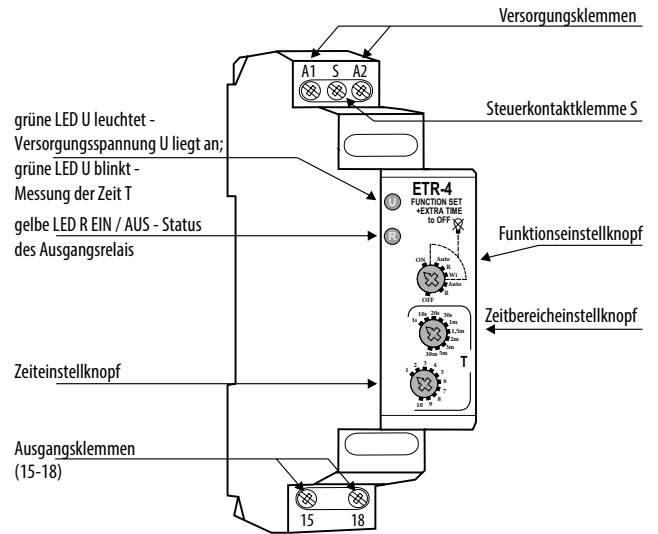 Versorgungsklemmen
A1 S A2
Steuerkontaktklemme S
grüne LED U leuchtet -
Versorgungsspannung U liegt an;
grüne LED U blinkt -
Messung der Zeit T
gelbe LED R EIN / AUS - Status
des Ausgangsrelais
U
R
ETR-4
FUNCTION SET
+EXTRA TIME
to OFF
Funktionseinstellknopf
ON Auto
R
Wi
Auto
R
OFF
Zeitbereicheinstellknopf
1s 10s 20s 30s
1m
1,5m
2m
3m
10m 5m
T
Zeiteinstellknopf
1 2 3 4
5
6
7
8
10 9
Ausgangsklemmen
(15-18)
15 18